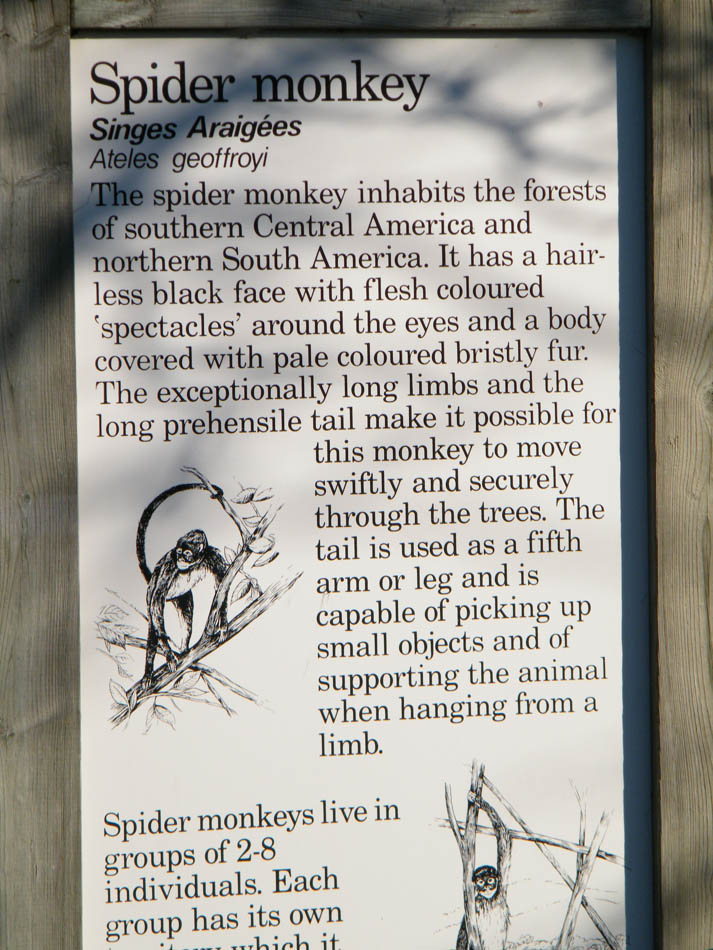 Spider monkey
Singes Araigées
Ateles geoffroyi
The spider monkey inhabits the forests
of southern Central America and
northern South America. It has a hair-
less black face with flesh coloured
'spectacles' around the eyes and a body
covered with pale coloured bristly fur.
The exceptionally long limbs and the
long prehensile tail make it possible for
this monkey to move
swiftly and securely
through the trees. The
tail is used as a fifth
arm or leg and is
capable of picking up
small objects and of
supporting the animal
when hanging from a
limb.
Spider monkeys live in
groups of 2-8
individuals. Each
group has its own
territory which it